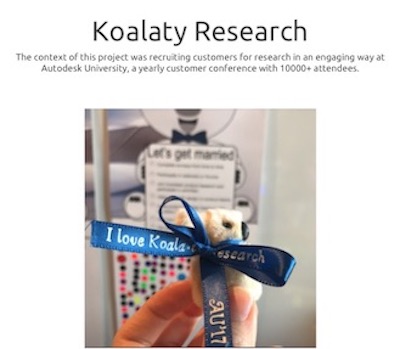 Koalaty Research
The context of this project was recruiting customers for research in an engaging way at
Autodesk University, a yearly customer conference with 10000+ attendees.
Let's get married
I love Koala
research
AU'17